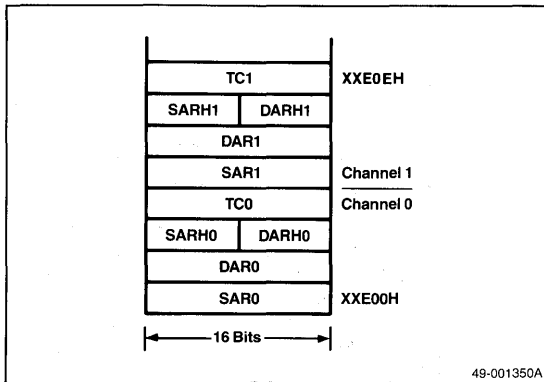 TC1 XXE0EH
SARH1 DARH1
DAR1
SAR1 Channel 1
TC0 Channel 0
SARH0 DARH0
DAR0
SAR0 XXE00H
16 Bits
49-001350A